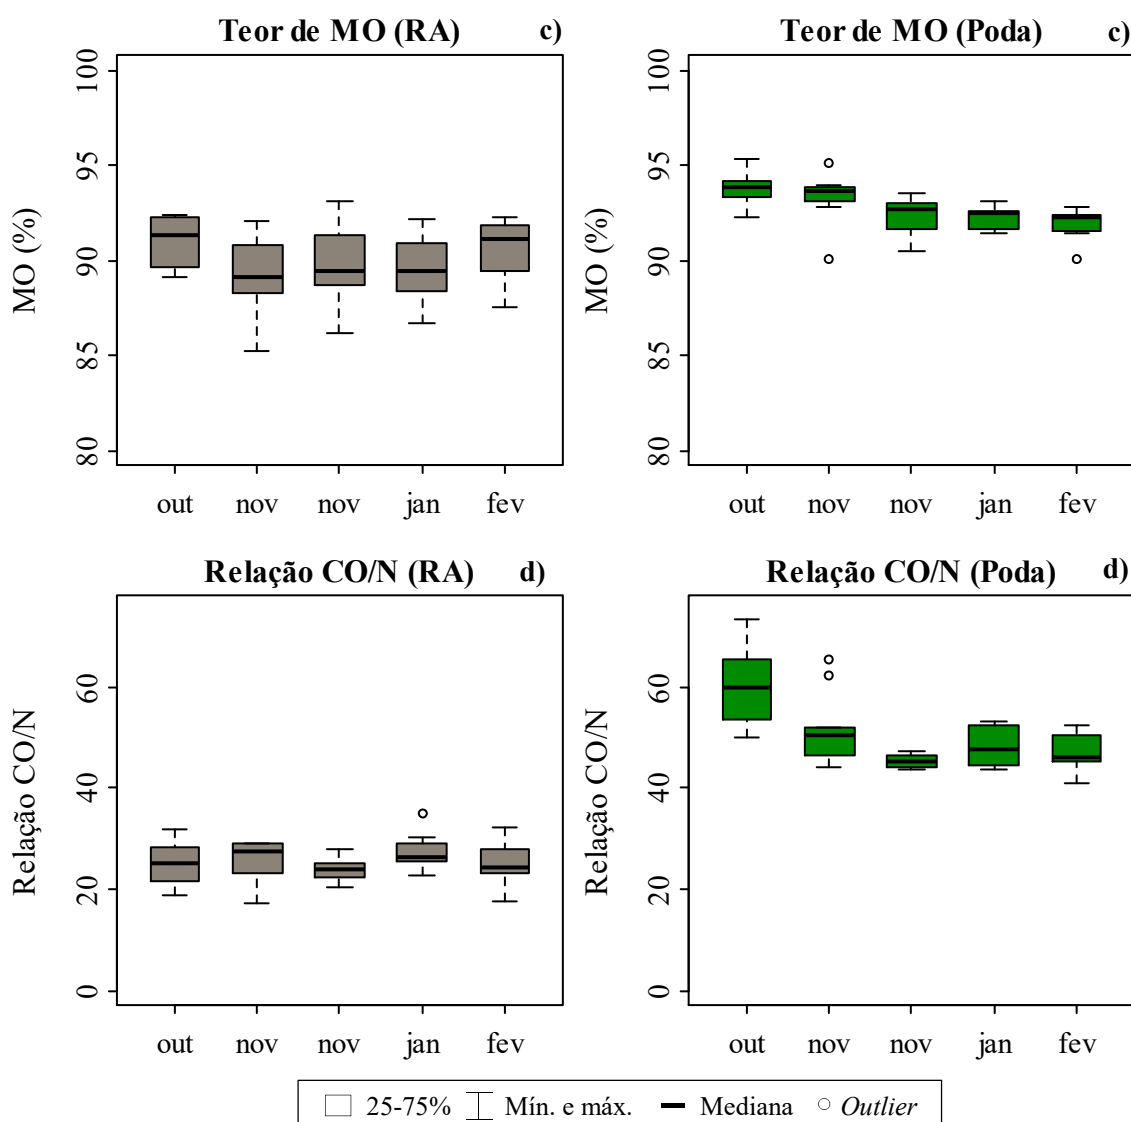 Teor de MO (RA) c)
MO (%)
100
95
90
85
80
out nov nov jan fev
Teor de MO (Poda) c)
MO (%)
100
95
90
85
80
out nov nov jan fev
Relação CO/N (RA) d)
Relação CO/N
60
40
20
0
out nov nov jan fev
Relação CO/N (Poda) d)
Relação CO/N
60
40
20
0
out nov nov jan fev
25-75% Mín. e máx. Mediana Outlier